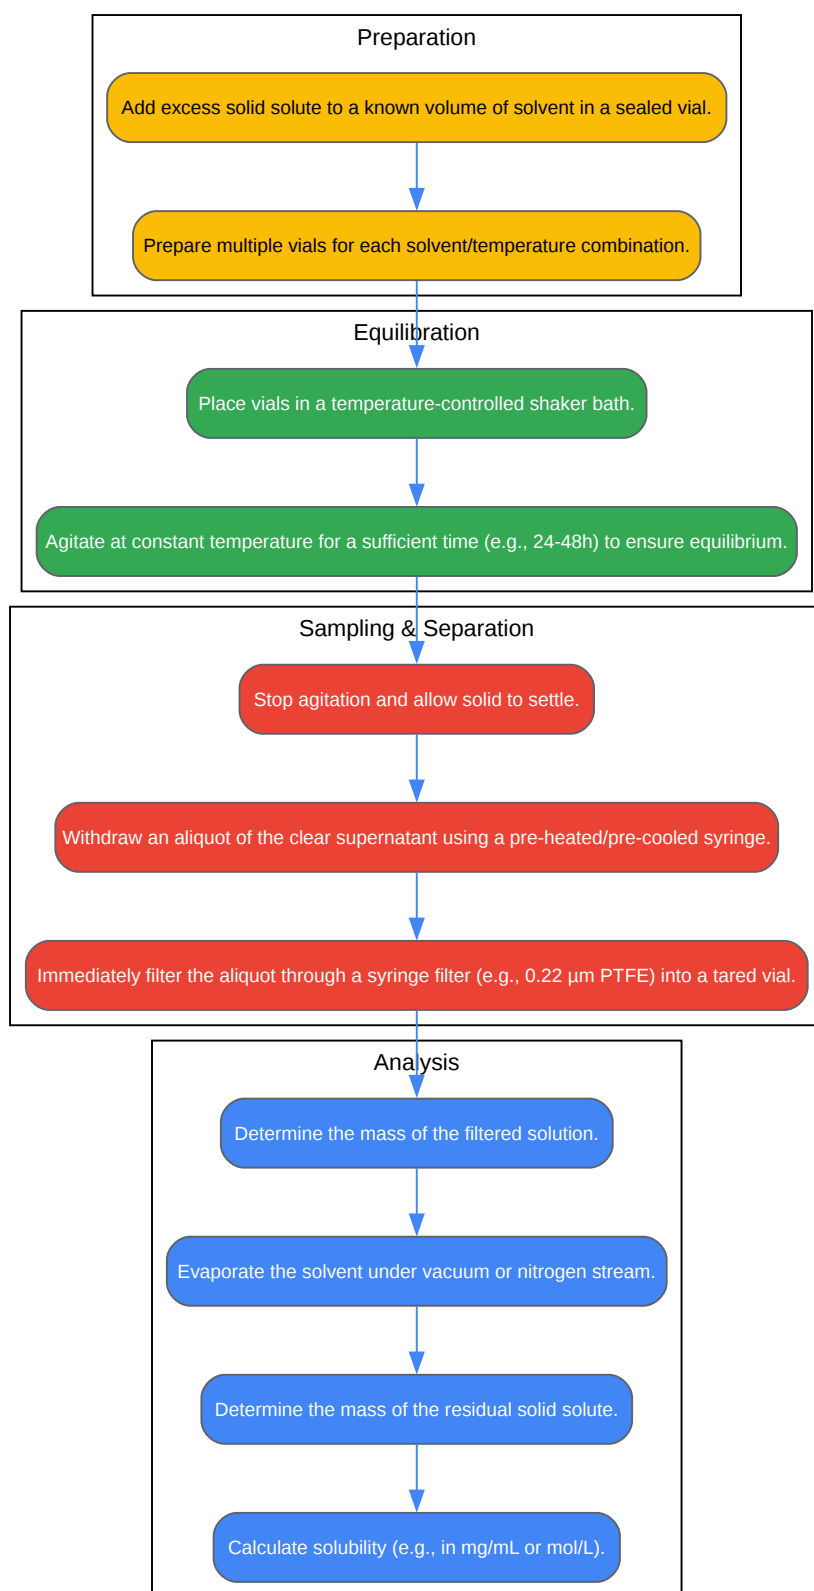 Preparation
Add excess solid solute to a known volume of solvent in a sealed vial.
Prepare multiple vials for each solvent/temperature combination.
Equilibration
Place vials in a temperature-controlled shaker bath.
Agitate at constant temperature for a sufficient time (e.g., 24-48h) to ensure equilibrium.
Sampling & Separation
Stop agitation and allow solid to settle.
Withdraw an aliquot of the clear supernatant using a pre-heated/pre-cooled syringe.
Immediately filter the aliquot through a syringe filter (e.g., 0.22 µm PTFE) into a tared vial.
Analysis
Determine the mass of the filtered solution.
Evaporate the solvent under vacuum or nitrogen stream.
Determine the mass of the residual solid solute.
Calculate solubility (e.g., in mg/mL or mol/L).